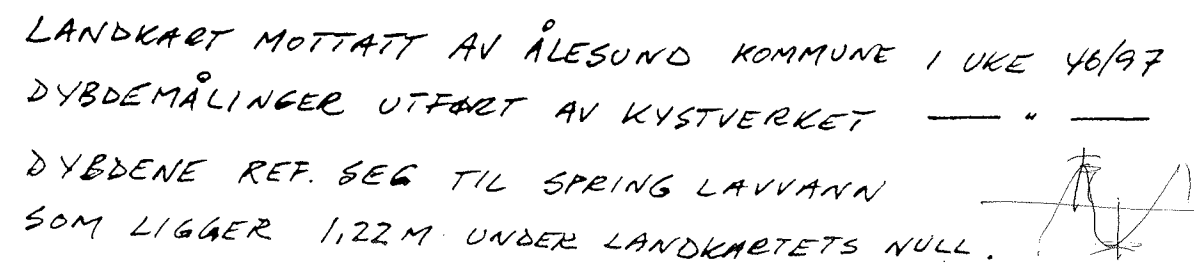 LANDKART MOTTATT AV ÅLESUND KOMMUNE I UKE 46/97
DYBDEMÅLINGER UTFØRT AV KYSTVERKET — " —
DYBDENE REF. SEG TIL SPRING LAVVANN
SOM LIGGER 1,22 M UNDER LANDKARTETS NULL.